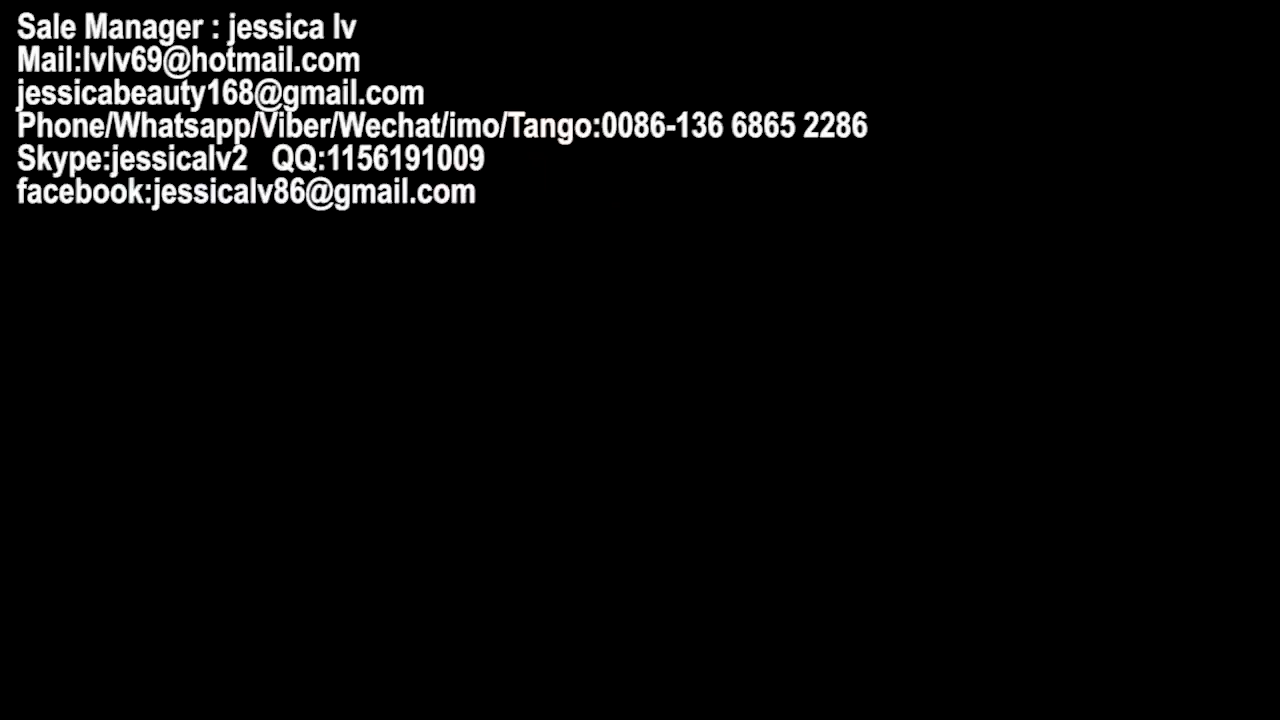 Sale Manager : jessica lv
Mail:lvlv69@hotmail.com
jessicabeauty168@gmail.com
Phone/Whatsapp/Viber/Wechat/imo/Tango:0086-136 6865 2286
Skype:jessicalv2   QQ:1156191009
facebook:jessicalv86@gmail.com